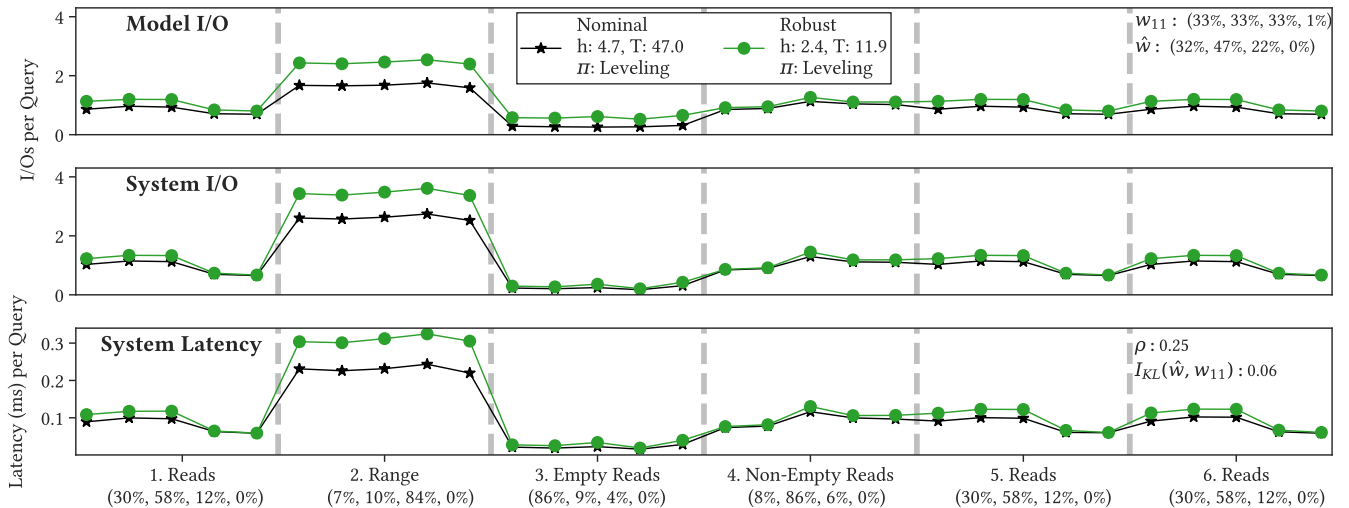 Model I/O
Nominal
h: 4.7, T: 47.0
π: Leveling
Robust
h: 2.4, T: 11.9
π: Leveling
w₁₁ : (33%, 33%, 33%, 1%)
ŵ : (32%, 47%, 22%, 0%)
4
2
0
I/Os per Query
System I/O
4
2
0
System Latency
ρ : 0.25
I_KL(ŵ, w₁₁) : 0.06
0.3
0.2
0.1
Latency (ms) per Query
1. Reads
(30%, 58%, 12%, 0%)
2. Range
(7%, 10%, 84%, 0%)
3. Empty Reads
(86%, 9%, 4%, 0%)
4. Non-Empty Reads
(8%, 86%, 6%, 0%)
5. Reads
(30%, 58%, 12%, 0%)
6. Reads
(30%, 58%, 12%, 0%)